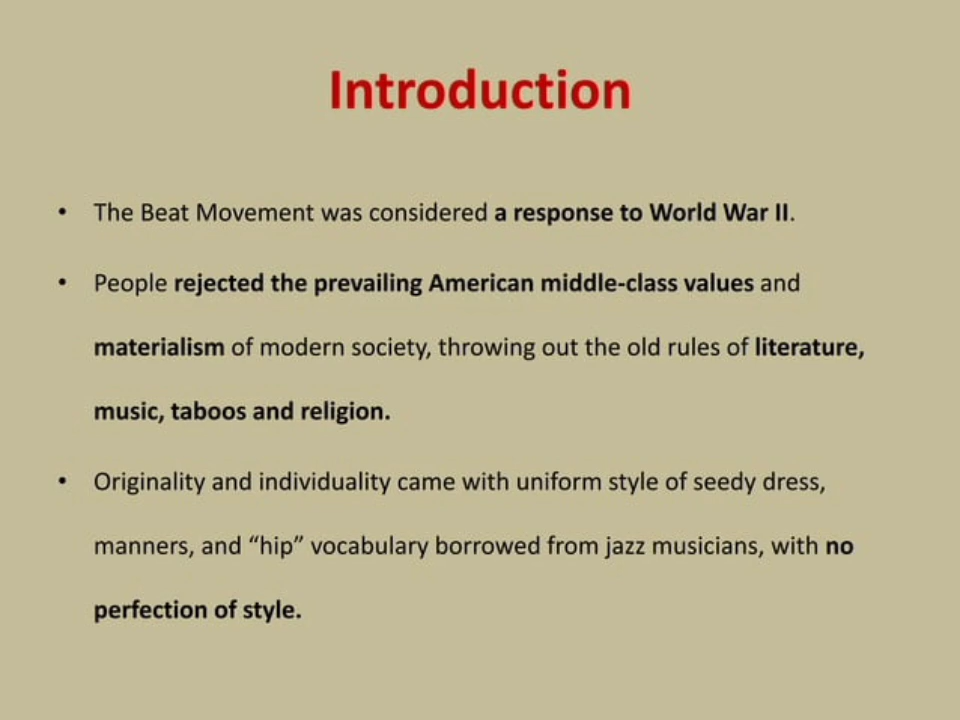 Introduction
• The Beat Movement was considered a response to World War II.
• People rejected the prevailing American middle-class values and
materialism of modern society, throwing out the old rules of literature,
music, taboos and religion.
• Originality and individuality came with uniform style of seedy dress,
manners, and “hip” vocabulary borrowed from jazz musicians, with no
perfection of style.